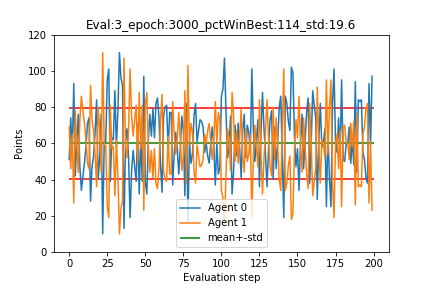 Eval:3_epoch:3000_pctWinBest:114_std:19.6
120
100
80
60
40
20
0
Points
Agent 0
Agent 1
mean+-std
0 25 50 75 100 125 150 175 200
Evaluation step